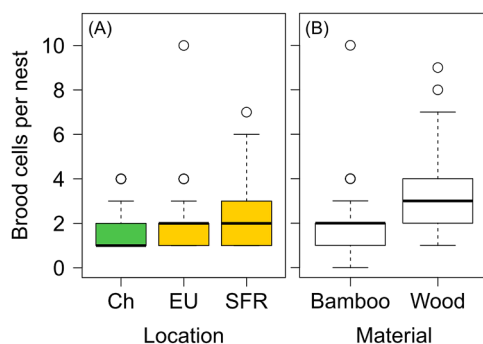 (A)
(B)
Brood cells per nest
10
8
6
4
2
0
Ch EU SFR
Bamboo Wood
Location
Material